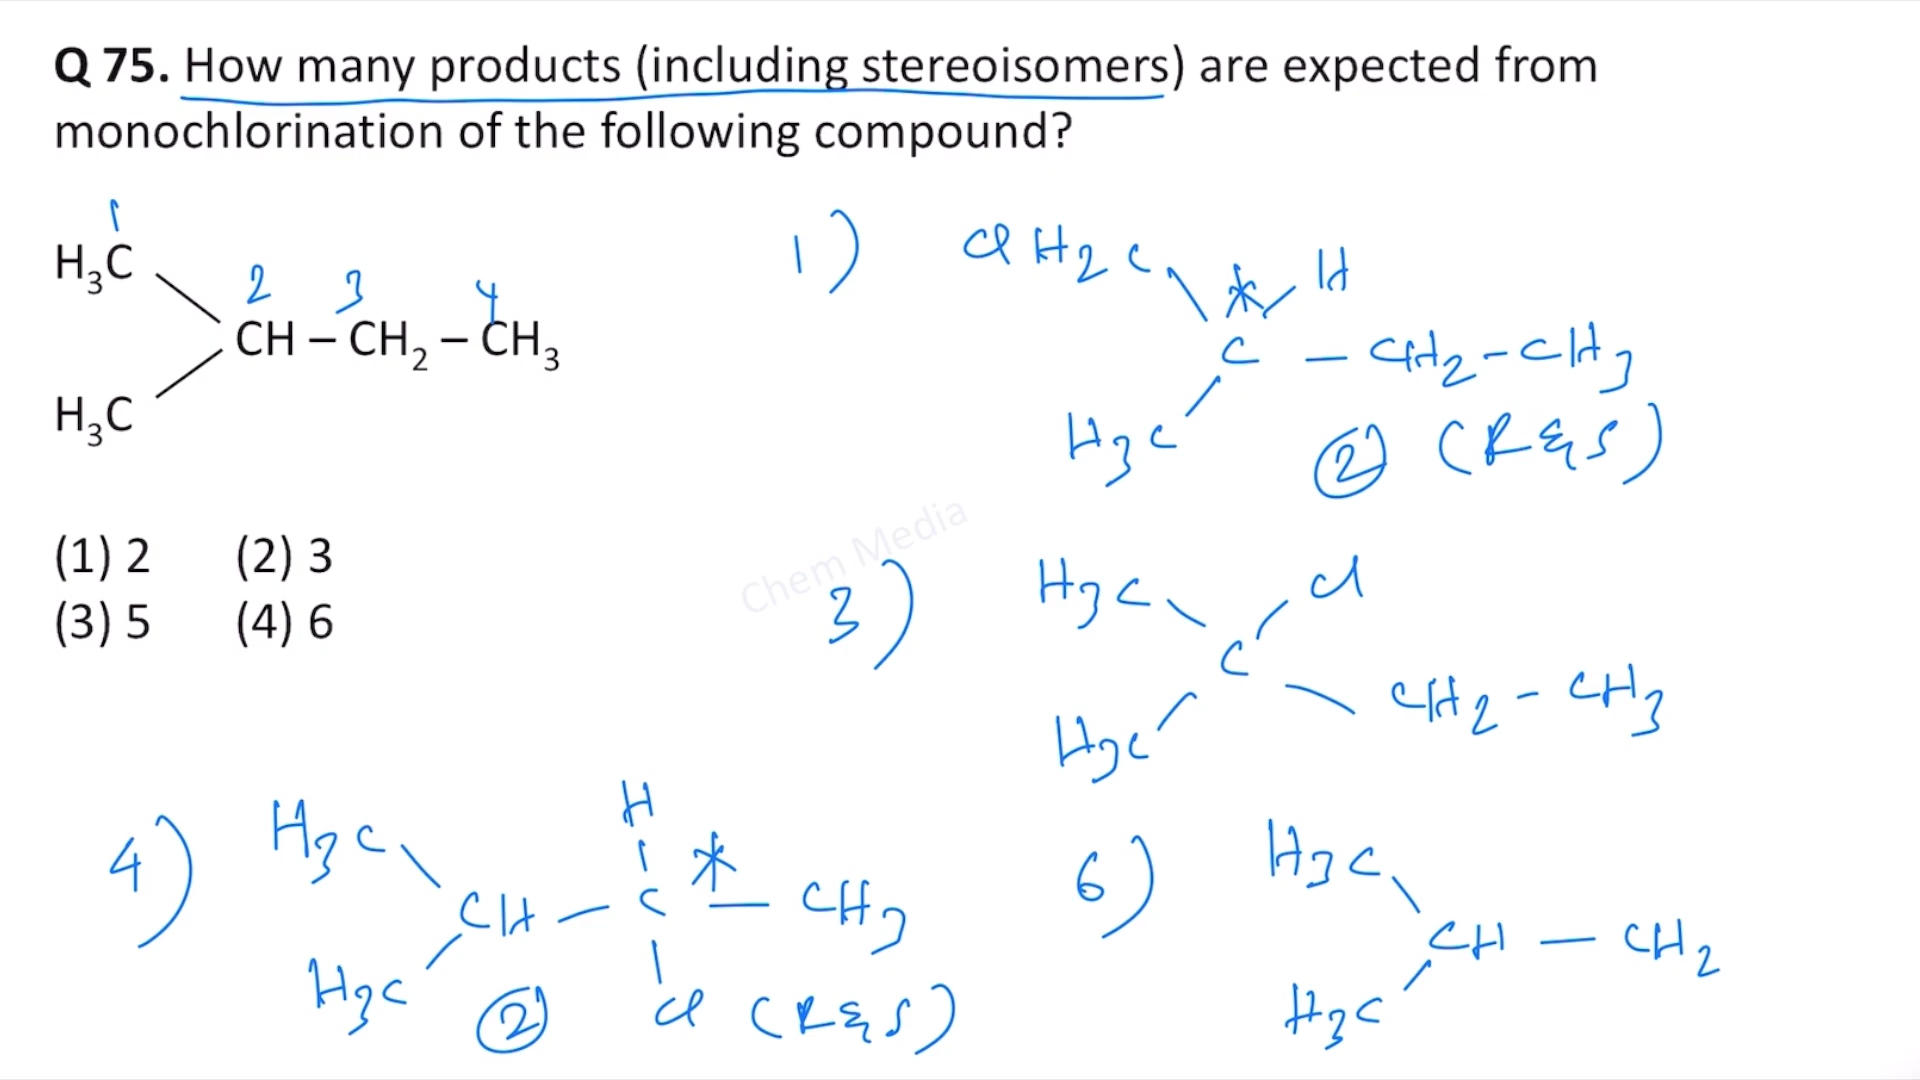 Q 75. How many products (including stereoisomers) are expected from
monochlorination of the following compound?
1
H₃C
2 3 4
CH – CH₂ – CH₃
H₃C
(1) 2 (2) 3
(3) 5 (4) 6
1) ClH₂C * H
C – CH₂ – CH₃
H₃C
② (R & S)
Chem Media
3) H₃C Cl
C
CH₂ – CH₃
H₃C
4) H₃C H
*
CH – C – CH₃
H₃C Cl
② (R & S)
6) H₃C
CH – CH₂
H₃C